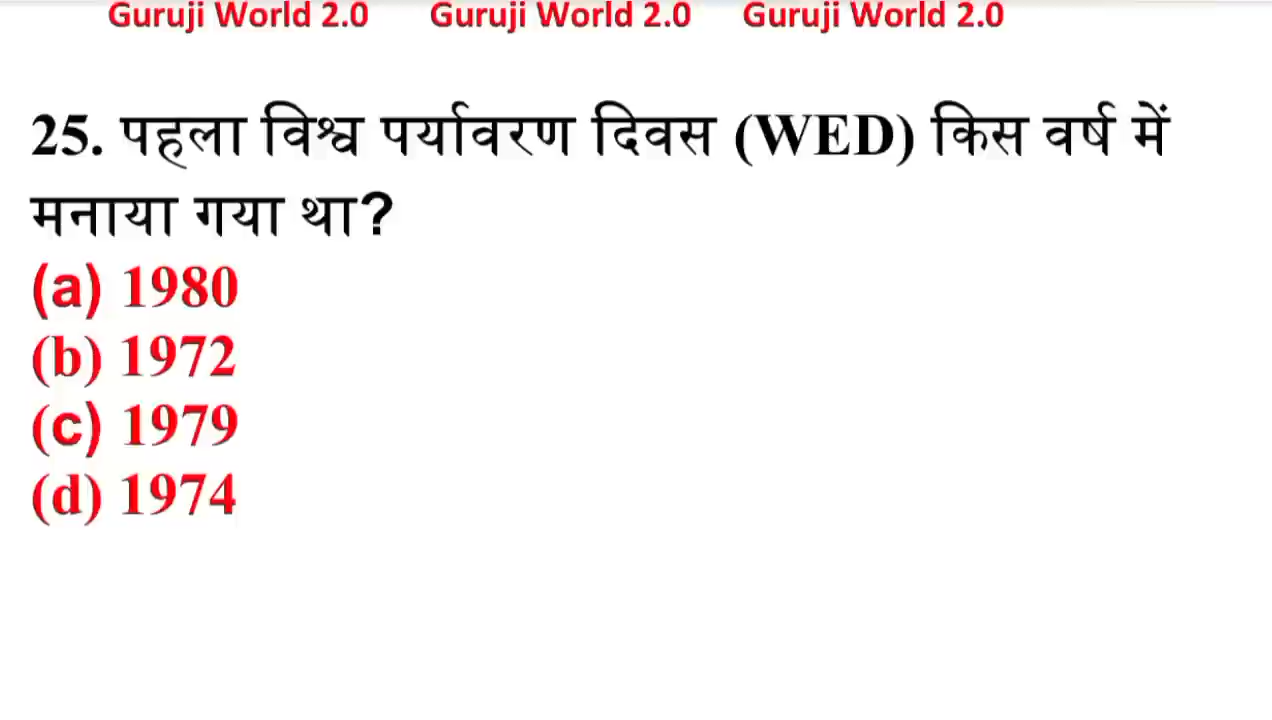 Guruji World 2.0 Guruji World 2.0 Guruji World 2.0
25. पहला विश्व पर्यावरण दिवस (WED) किस वर्ष में
मनाया गया था?
(a) 1980
(b) 1972
(c) 1979
(d) 1974